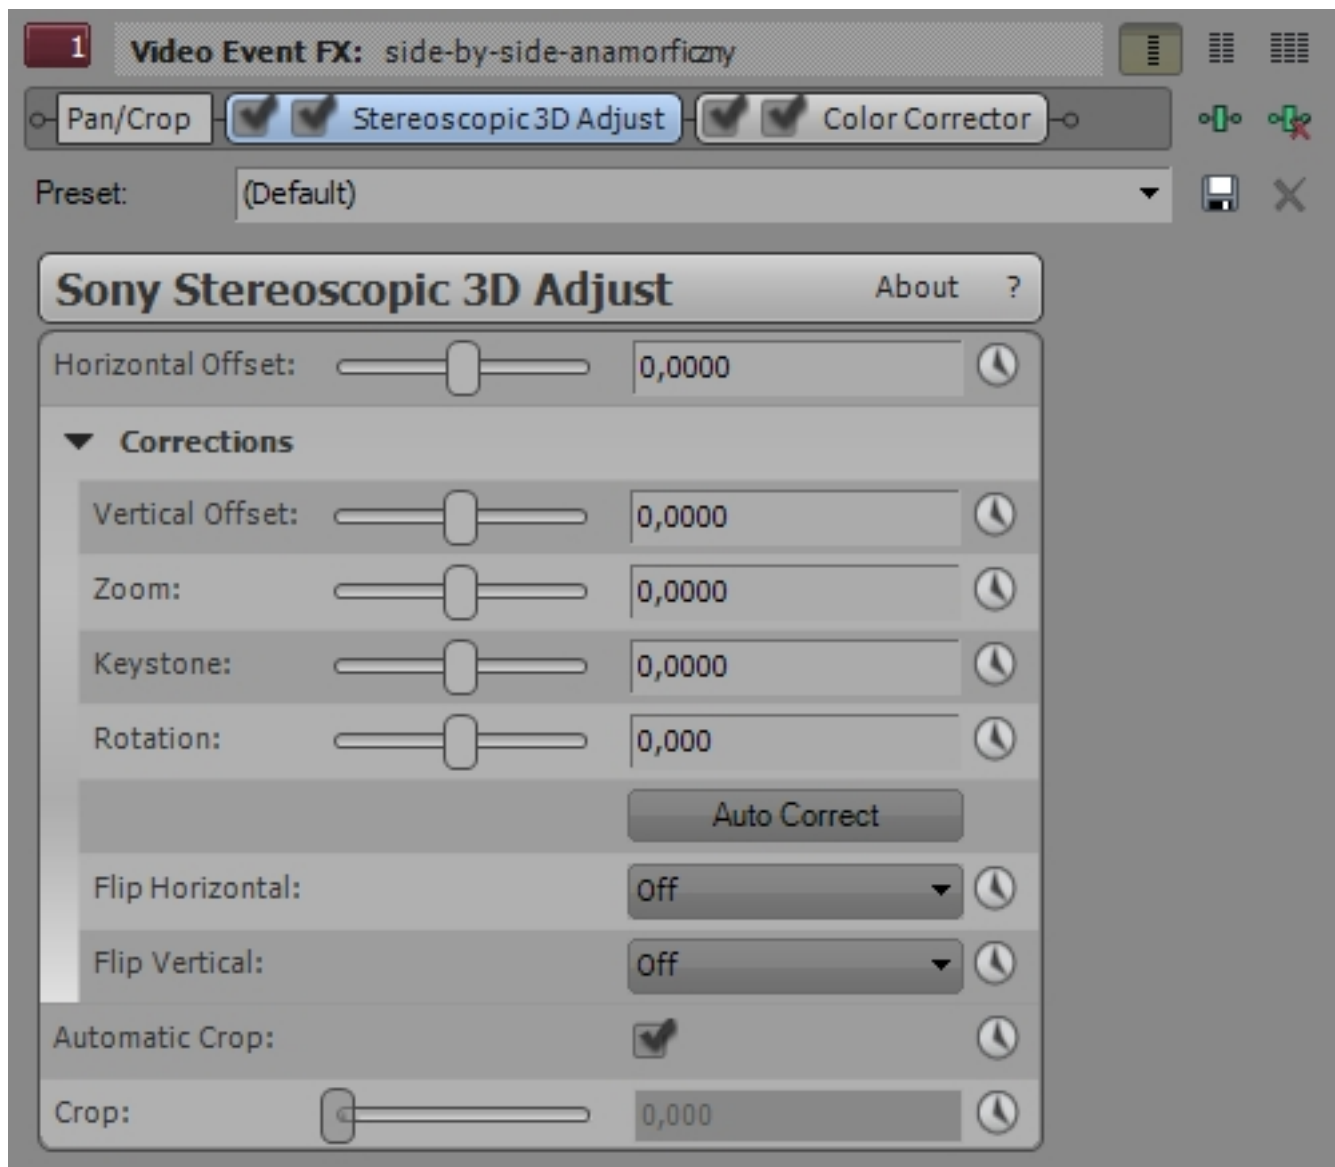 1 Video Event FX: side-by-side-anamorficzny
Pan/Crop Stereoscopic 3D Adjust Color Corrector
Preset: (Default)
Sony Stereoscopic 3D Adjust About ?
Horizontal Offset: 0,0000
Corrections
Vertical Offset: 0,0000
Zoom: 0,0000
Keystone: 0,0000
Rotation: 0,000
Auto Correct
Flip Horizontal: Off
Flip Vertical: Off
Automatic Crop:
Crop: 0,000